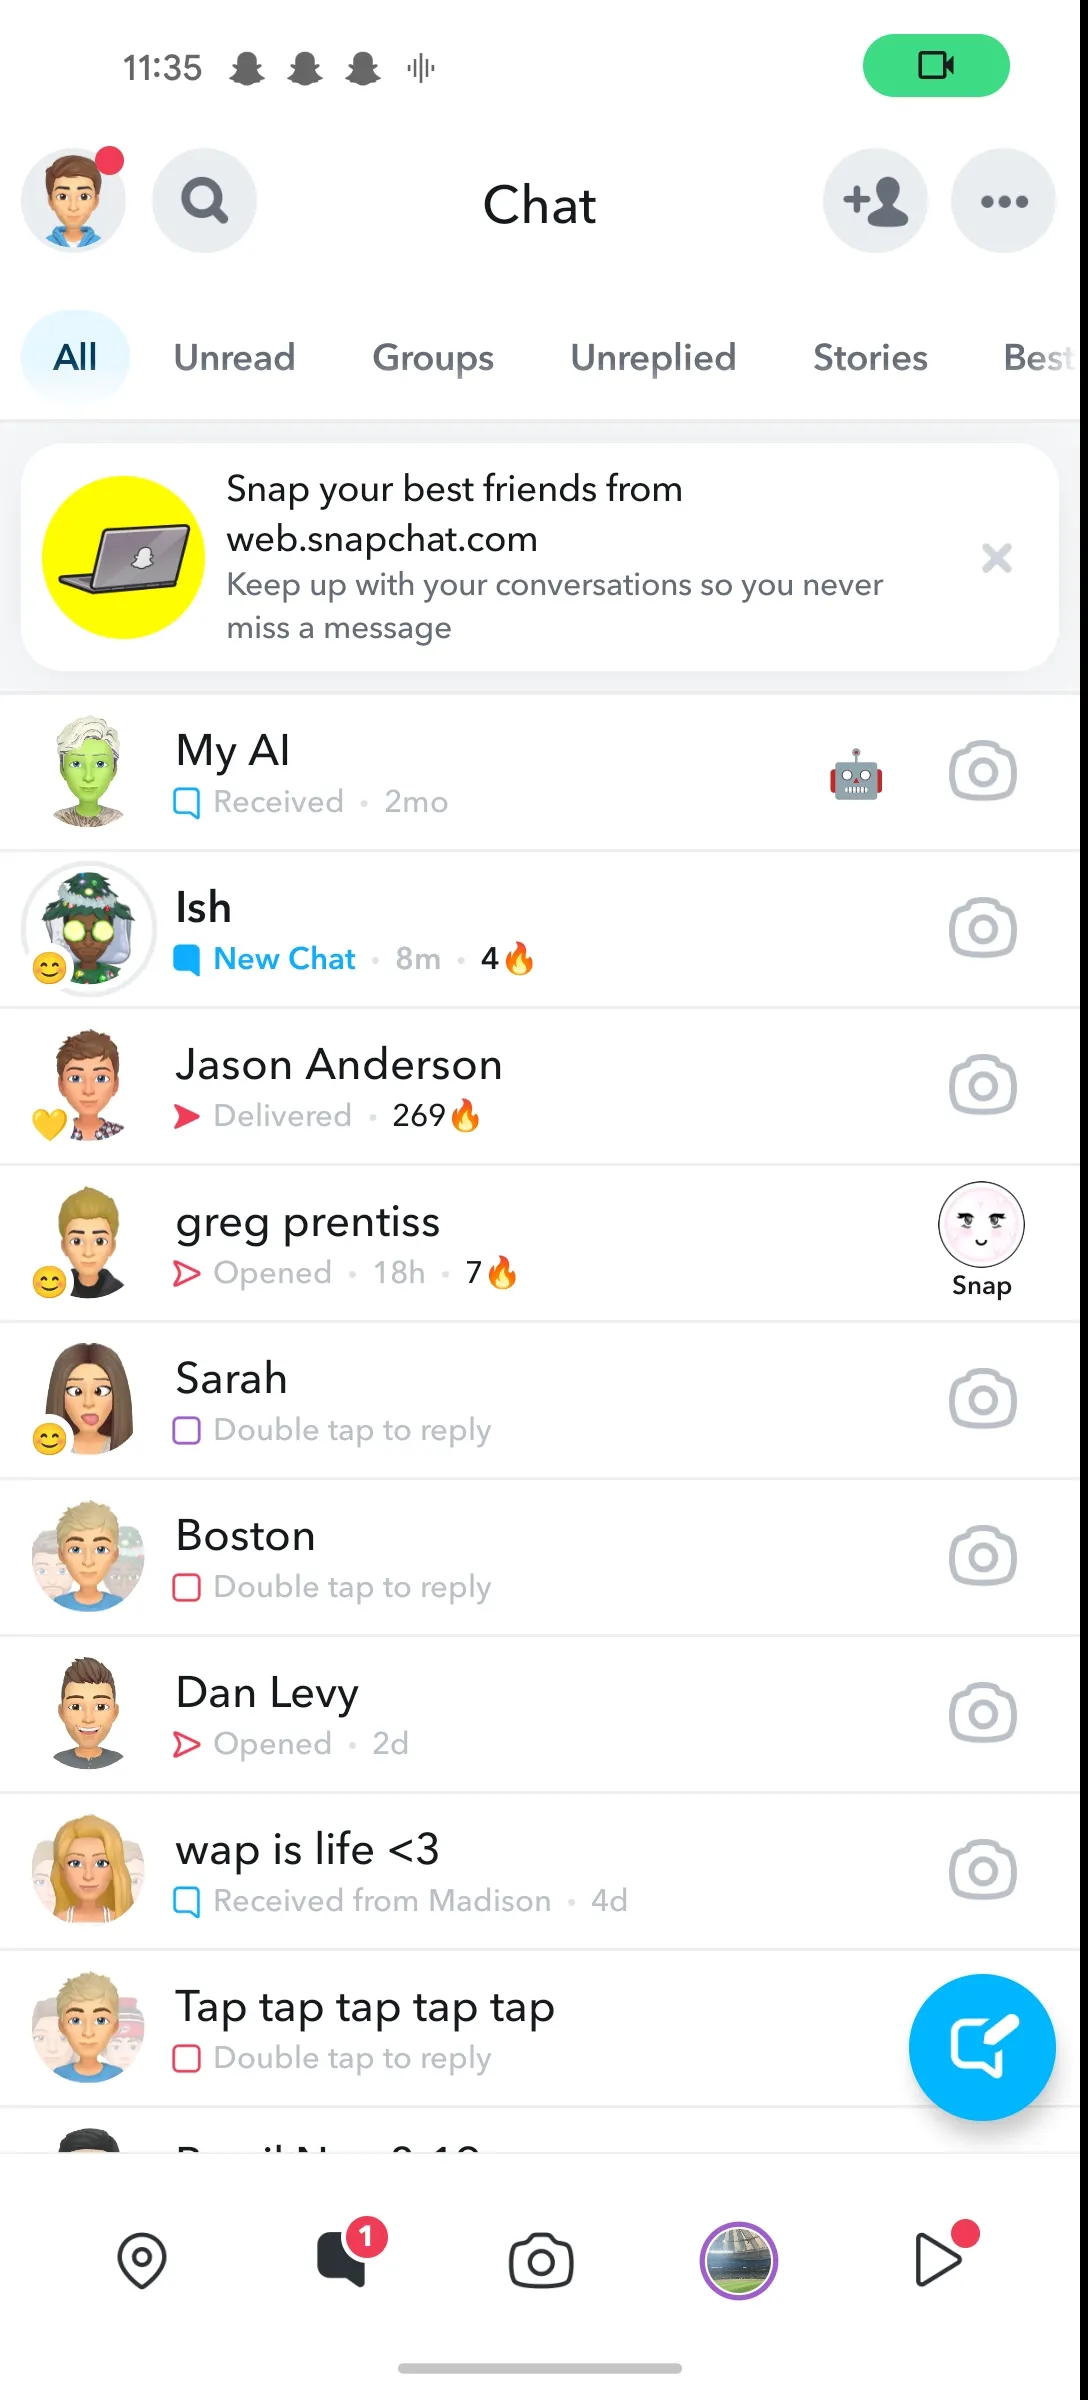 11:35
Chat
All Unread Groups Unreplied Stories Best
Snap your best friends from
web.snapchat.com
Keep up with your conversations so you never
miss a message
My AI
Received • 2mo
Ish
New Chat • 8m • 4🔥
Jason Anderson
Delivered • 269🔥
greg prentiss
Opened • 18h • 7🔥
Snap
Sarah
Double tap to reply
Boston
Double tap to reply
Dan Levy
Opened • 2d
wap is life <3
Received from Madison • 4d
Tap tap tap tap tap
Double tap to reply
1